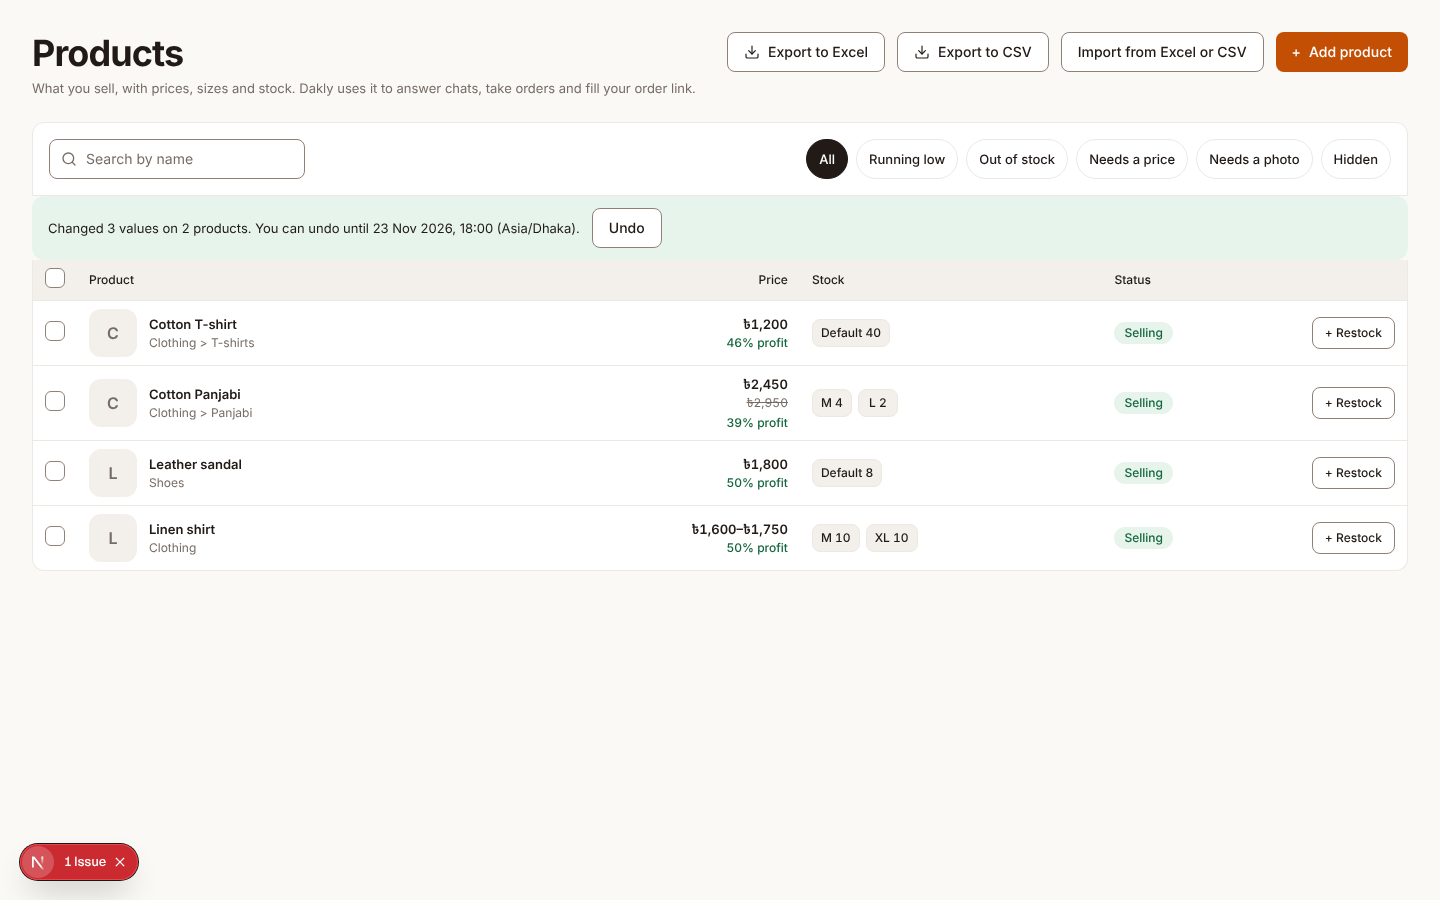 Products
Export to Excel
Export to CSV
Import from Excel or CSV
+ Add product
What you sell, with prices, sizes and stock. Dakly uses it to answer chats, take orders and fill your order link.
Search by name
All
Running low
Out of stock
Needs a price
Needs a photo
Hidden
Changed 3 values on 2 products. You can undo until 23 Nov 2026, 18:00 (Asia/Dhaka).
Undo
Product Price Stock Status
C
Cotton T-shirt
Clothing > T-shirts
৳1,200
46% profit
Default 40
Selling
+ Restock
C
Cotton Panjabi
Clothing > Panjabi
৳2,450
৳2,950
39% profit
M 4
L 2
Selling
+ Restock
L
Leather sandal
Shoes
৳1,800
50% profit
Default 8
Selling
+ Restock
L
Linen shirt
Clothing
৳1,600–৳1,750
50% profit
M 10
XL 10
Selling
+ Restock
N
1 Issue